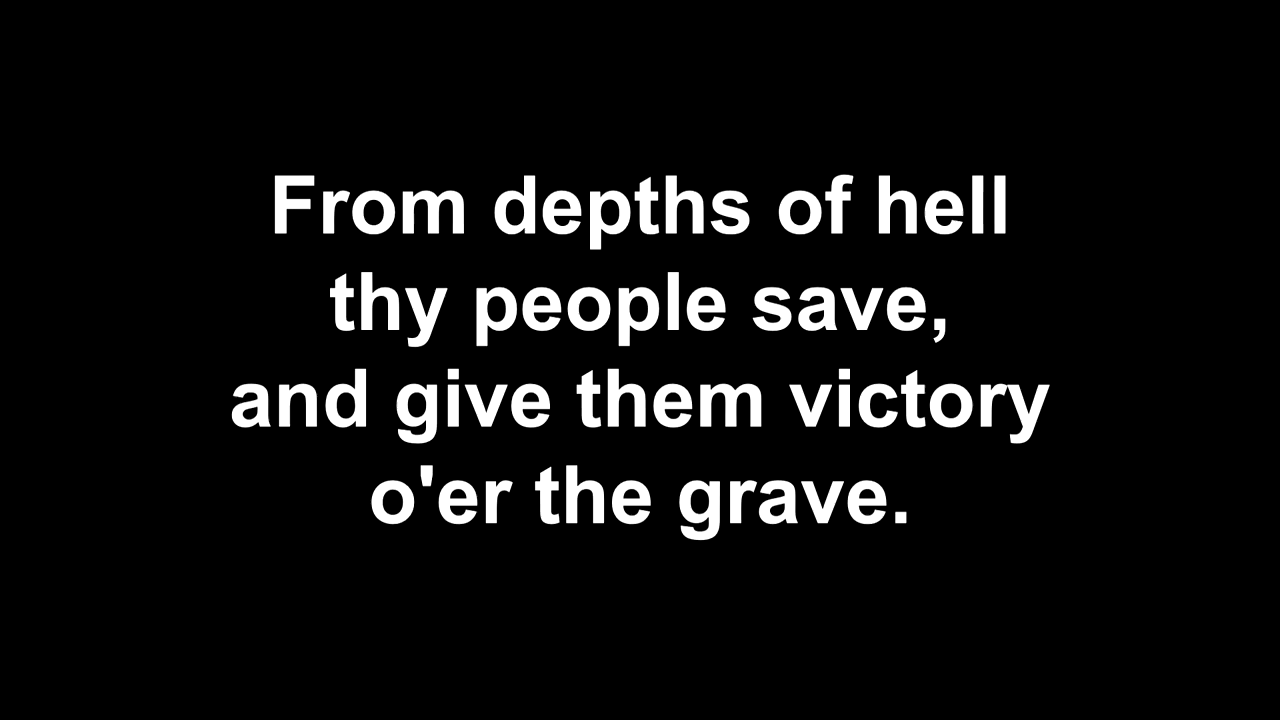 From depths of hell
thy people save,
and give them victory
o'er the grave.